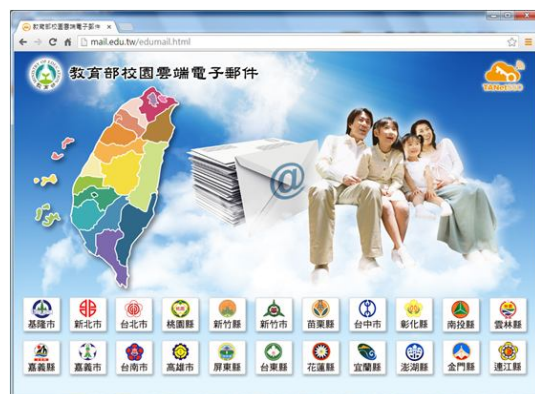 教育部校園雲端電子郵件
mail.edu.tw/edumail.html
教育部校園雲端電子郵件
TANet
@
基隆市 新北市 台北市 桃園縣 新竹縣 新竹市 苗栗縣 台中市 彰化縣 南投縣 雲林縣
嘉義縣 嘉義市 台南市 高雄市 屏東縣 台東縣 花蓮縣 宜蘭縣 澎湖縣 金門縣 連江縣